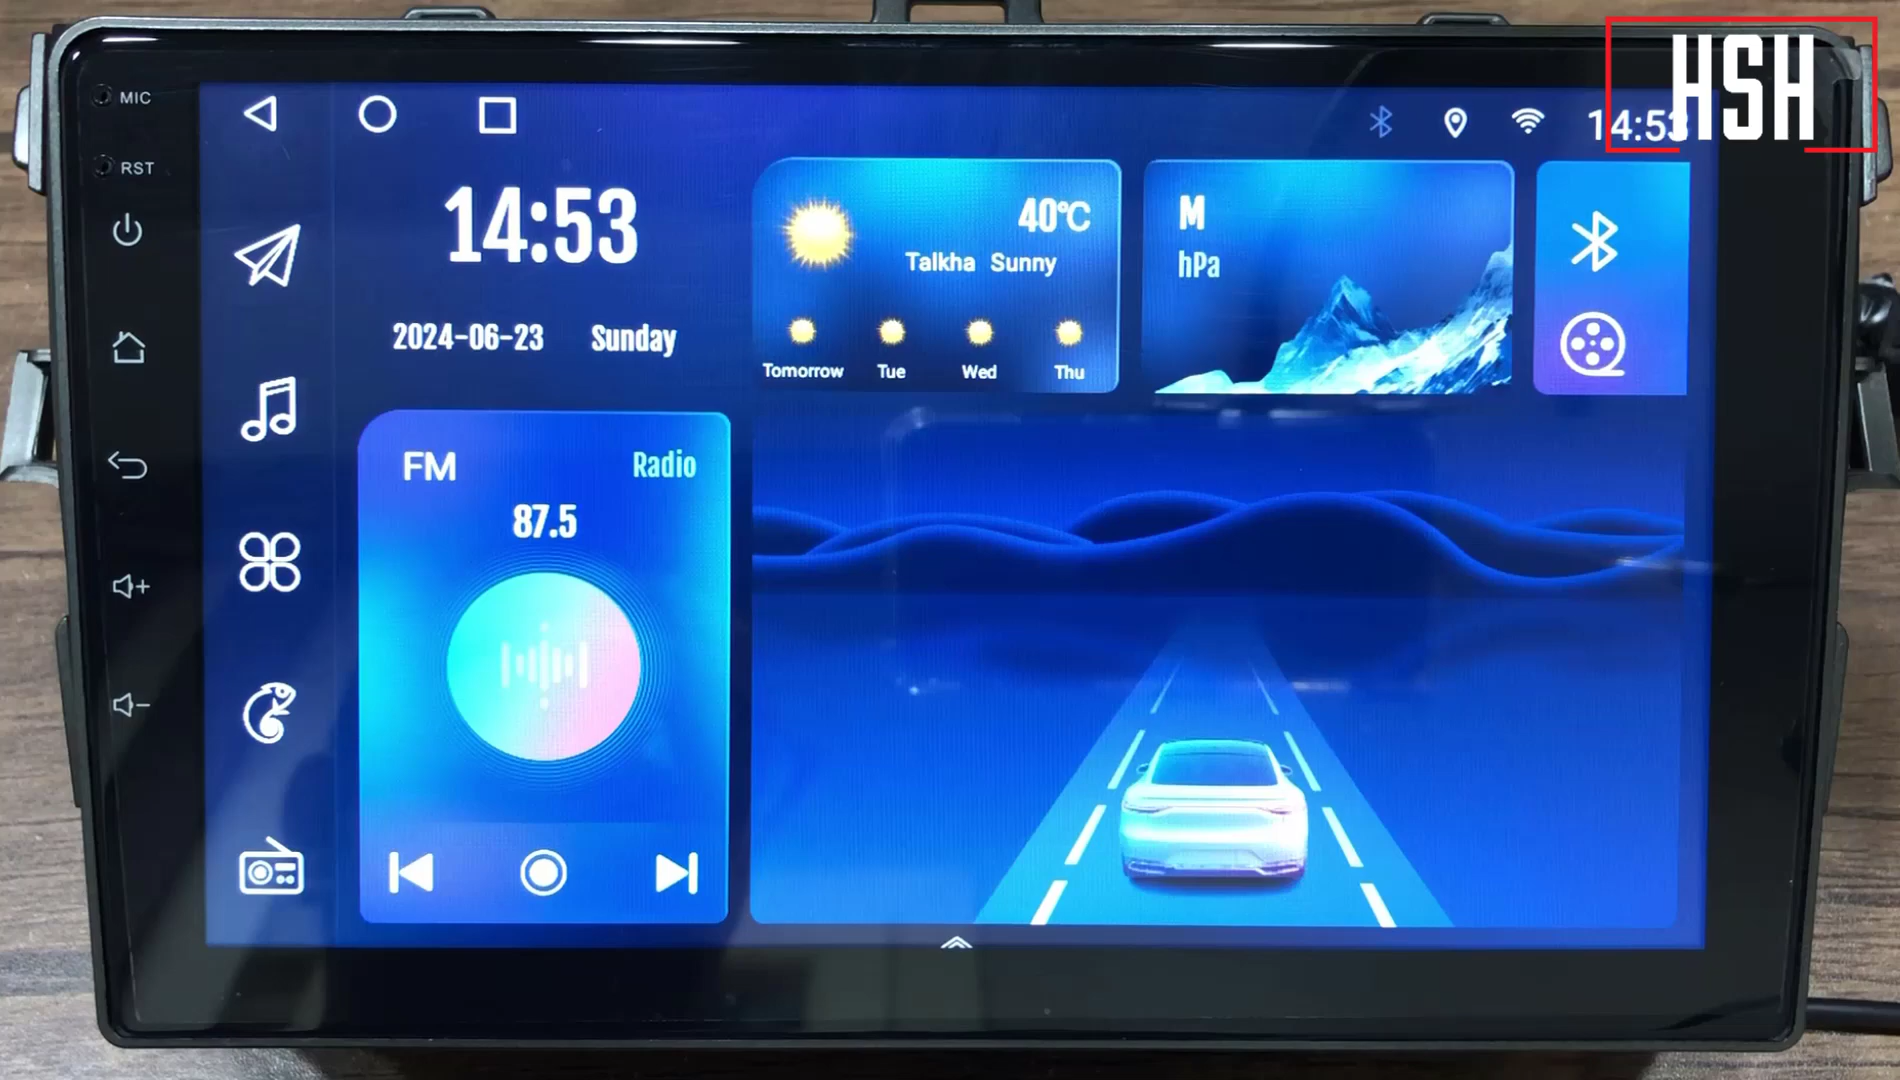 HSH
MIC
RST
14:53
14:53
2024-06-23 Sunday
40°C
Talkha Sunny
Tomorrow Tue Wed Thu
M
hPa
FM Radio
87.5